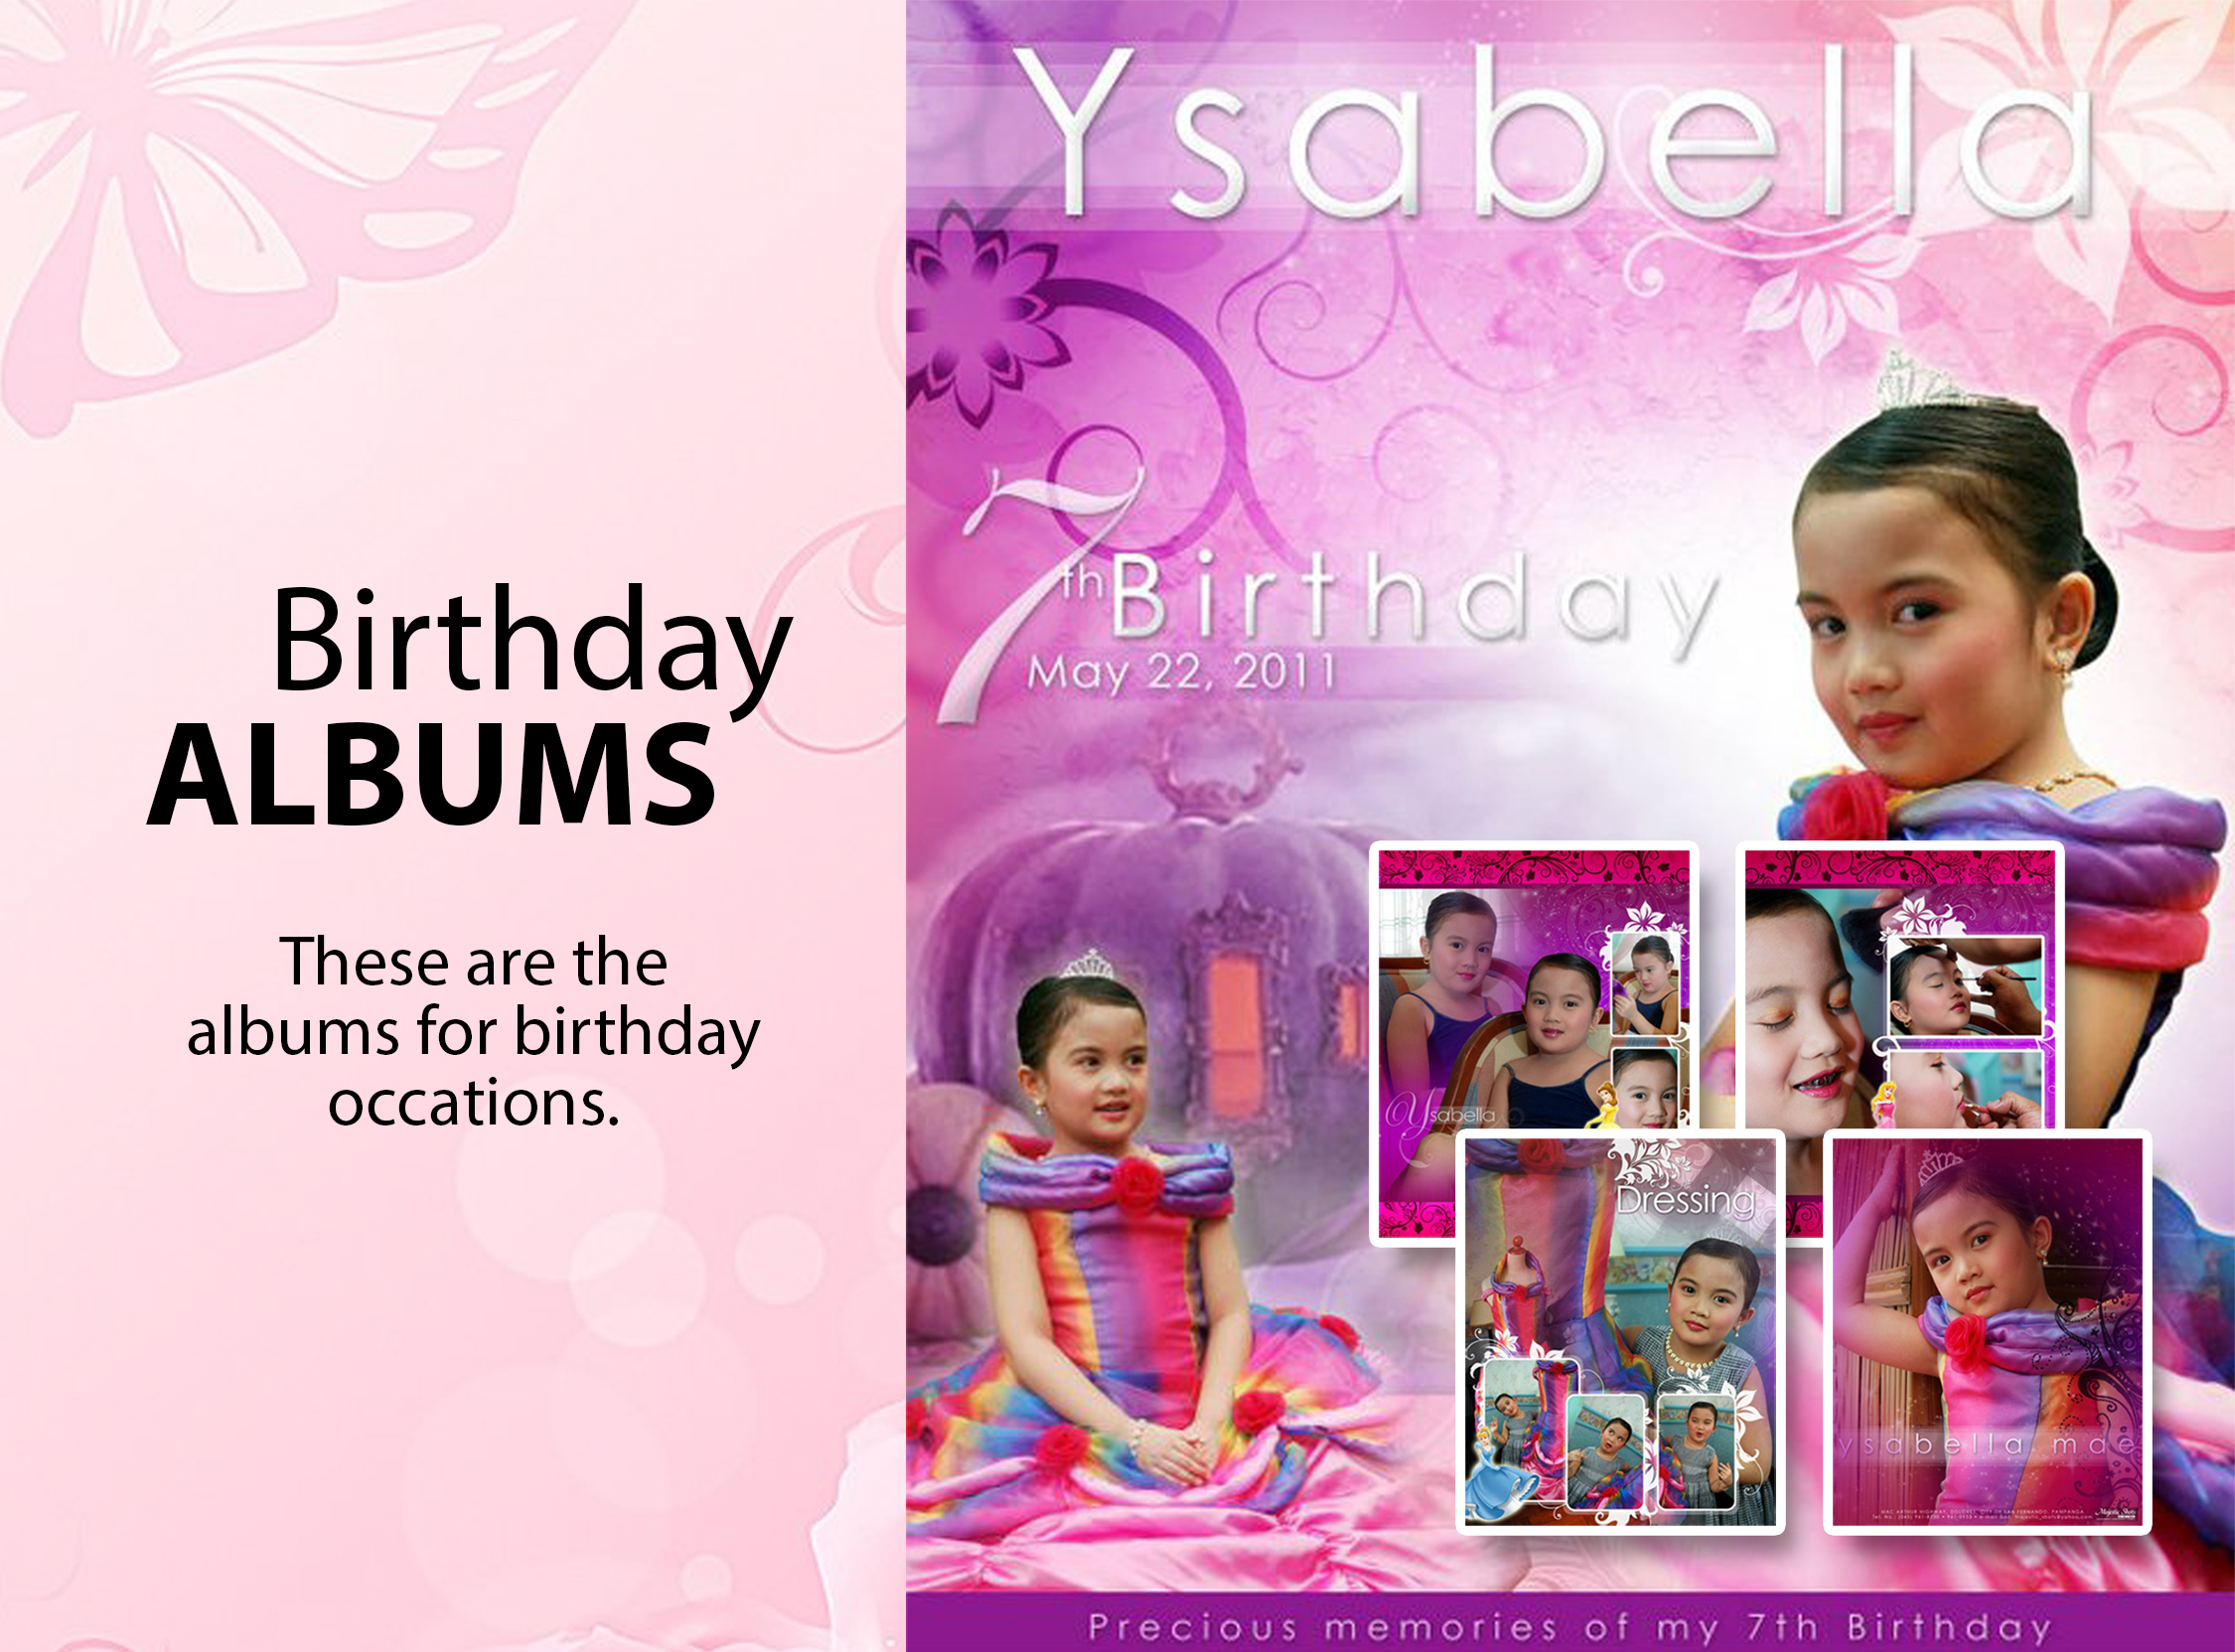 Birthday
ALBUMS
These are the
albums for birthday
occations.
Ysabella
7th Birthday
May 22, 2011
Ysabella
Dressing
ysabella mae
Precious memories of my 7th Birthday